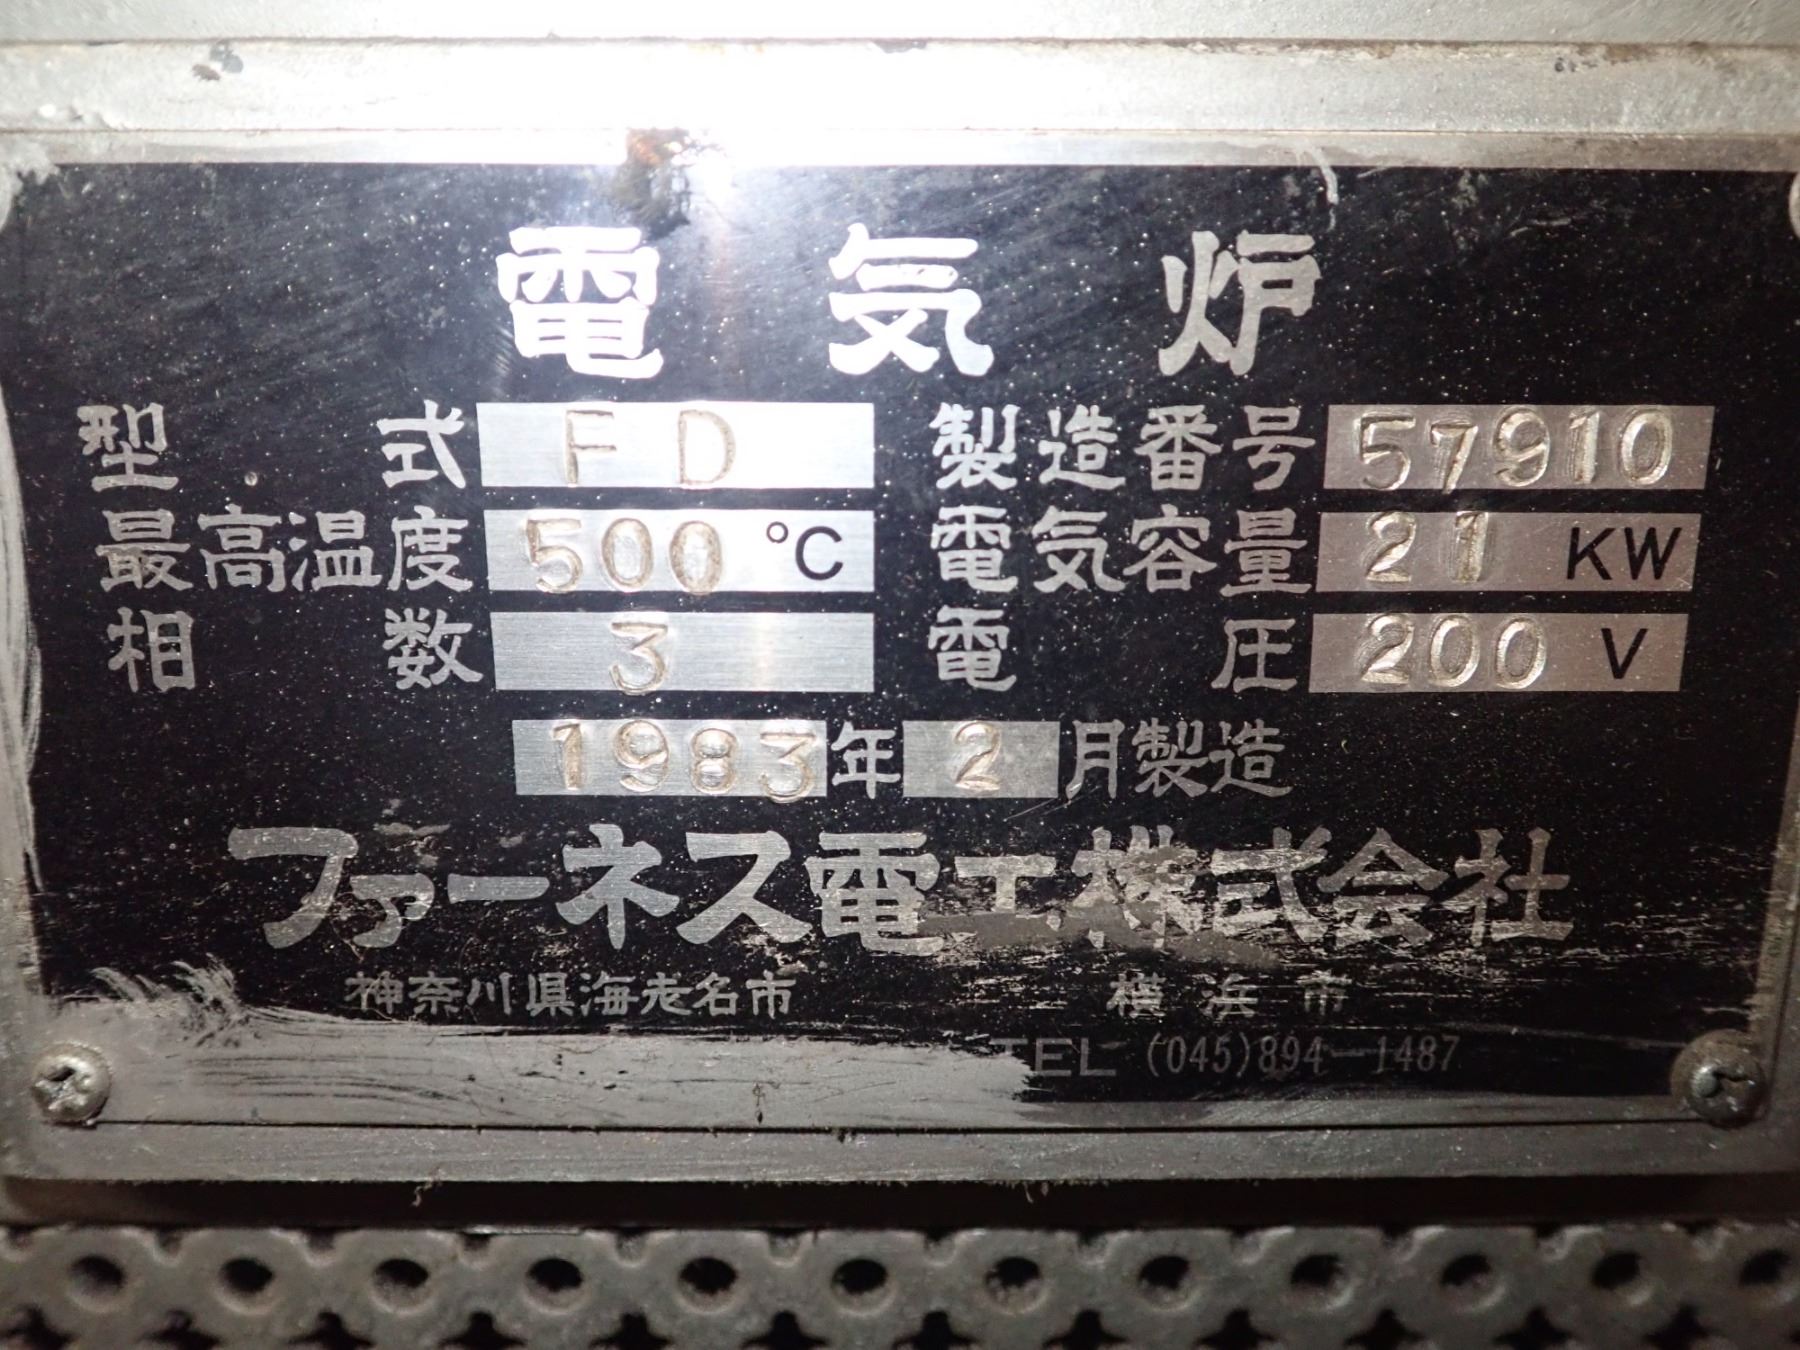 電気炉
型式 FD 製造番号 57910
最高温度 500 ℃ 電気容量 21 KW
相数 3 電圧 200 V
1983年2月製造
ファーネス電工株式会社
神奈川県海老名市 横浜市
TEL (045)894-1487